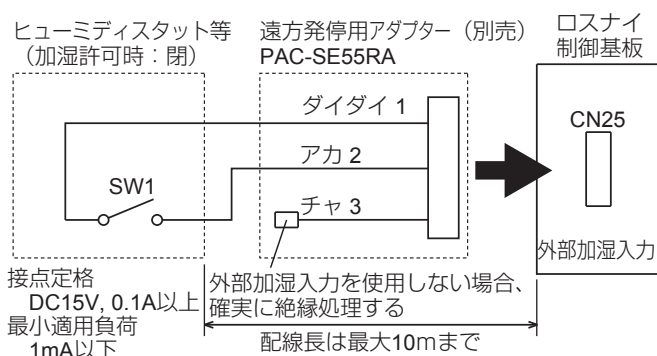 ヒューミディスタット等
（加湿許可時：閉）
遠方発停用アダプター（別売）
PAC-SE55RA
ロスナイ
制御基板
ダイダイ 1
CN25
アカ 2
SW1
チャ 3
外部加湿入力
接点定格
DC15V, 0.1A以上
最小適用負荷
1mA以下
外部加湿入力を使用しない場合、
確実に絶縁処理する
配線長は最大10mまで